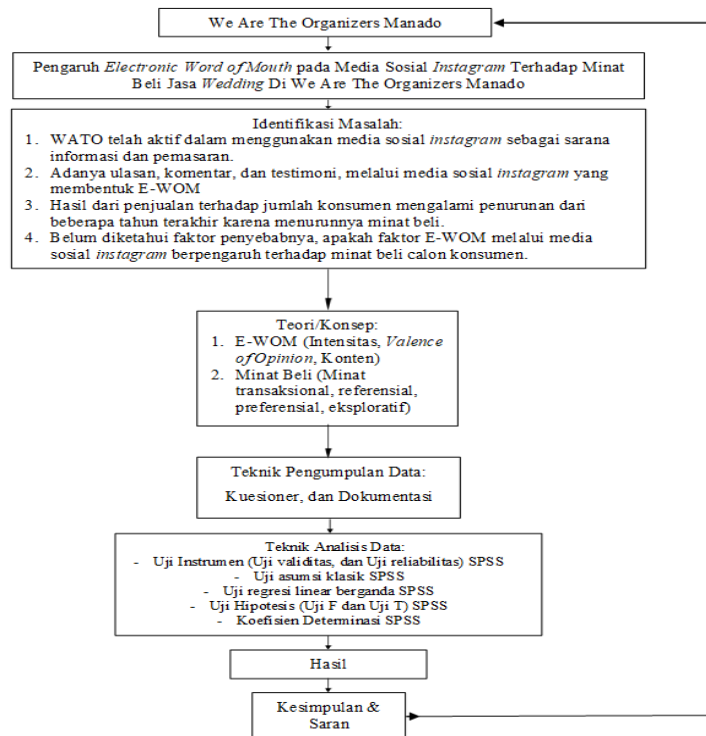 We Are The Organizers Manado
Pengaruh Electronic Word of Mouth pada Media Sosial Instagram Terhadap Minat
Beli Jasa Wedding Di We Are The Organizers Manado
Identifikasi Masalah:
1. WATO telah aktif dalam menggunakan media sosial instagram sebagai sarana
informasi dan pemasaran.
2. Adanya ulasan, komentar, dan testimoni, melalui media sosial instagram yang
membentuk E-WOM
3. Hasil dari penjualan terhadap jumlah konsumen mengalami penurunan dari
beberapa tahun terakhir karena menurunnya minat beli.
4. Belum diketahui faktor penyebabnya, apakah faktor E-WOM melalui media
sosial instagram berpengaruh terhadap minat beli calon konsumen.
Teori/Konsep:
1. E-WOM (Intensitas, Valence
of Opinion, Konten)
2. Minat Beli (Minat
transaksional, referensial,
preferensial, eksploratif)
Teknik Pengumpulan Data:
Kuesioner, dan Dokumentasi
Teknik Analisis Data:
- Uji Instrumen (Uji validitas, dan Uji reliabilitas) SPSS
- Uji asumsi klasik SPSS
- Uji regresi linear berganda SPSS
- Uji Hipotesis (Uji F dan Uji T) SPSS
- Koefisien Determinasi SPSS
Hasil
Kesimpulan &
Saran